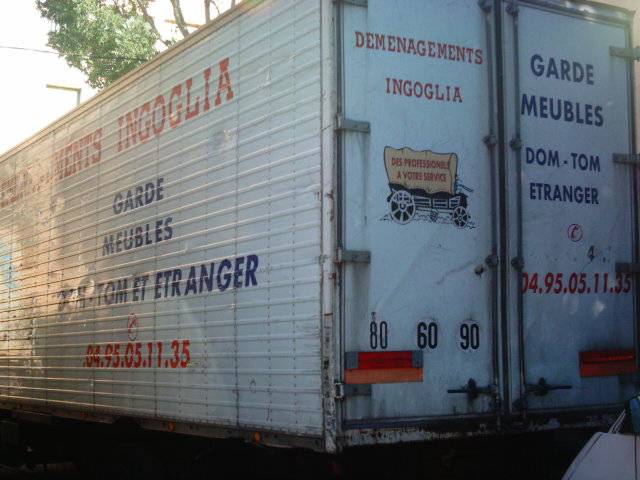 INGOGLIA
GARDE
MEUBLES
DOM - TOM ET ETRANGER
04.95.05.11.35
DEMENAGEMENTS
INGOGLIA
DES PROFESSIONELS
A VOTRE SERVICE
80 60 90
GARDE
MEUBLES
DOM - TOM
ETRANGER
04.95.05.11.35